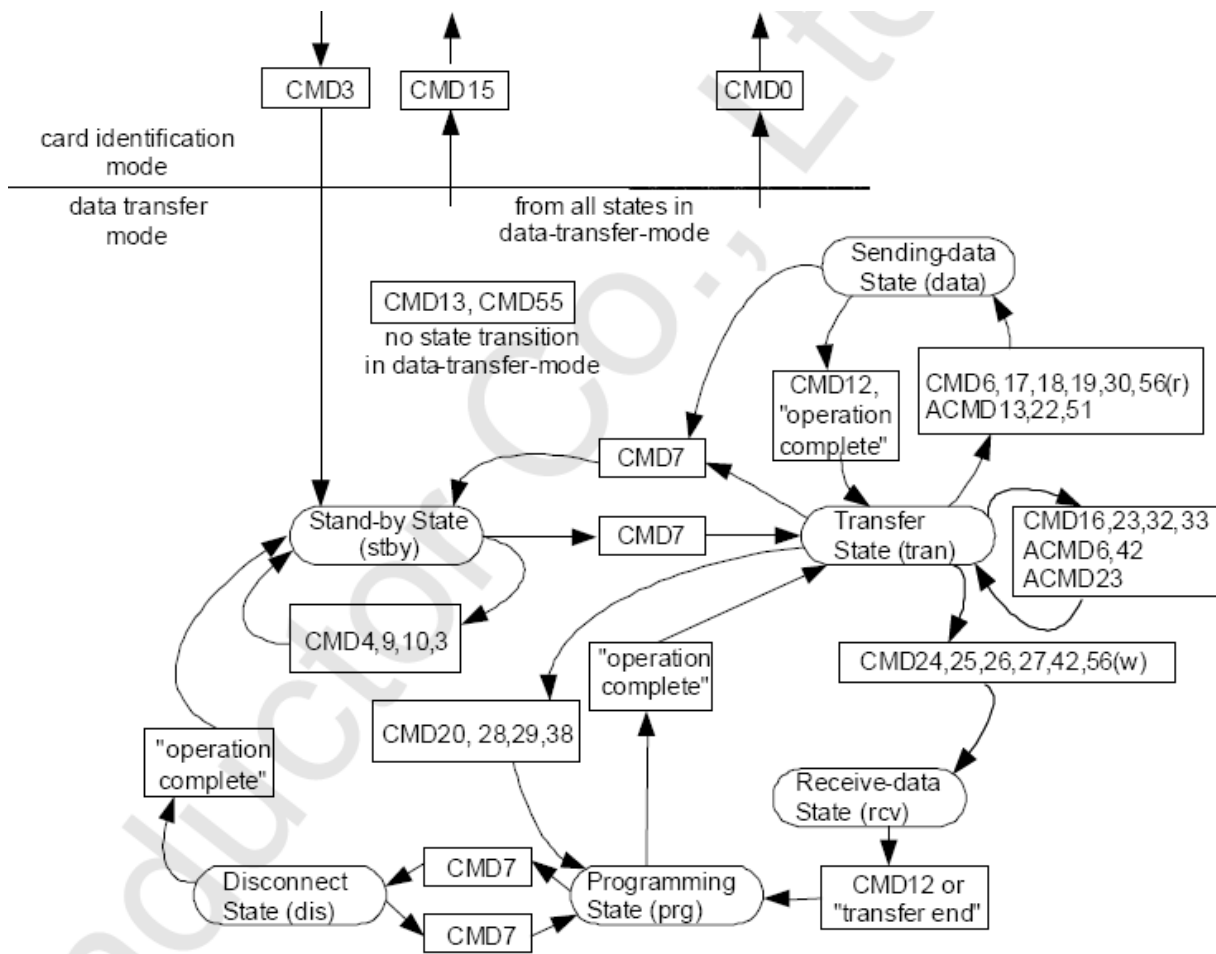 CMD3
CMD15
CMD0
card identification
mode
data transfer
mode
from all states in
data-transfer-mode
Sending-data
State (data)
CMD13, CMD55
no state transition
in data-transfer-mode
CMD12,
"operation
complete"
CMD6,17,18,19,30,56(r)
ACMD13,22,51
CMD7
Stand-by State
(stby)
CMD7
Transfer
State (tran)
CMD16,23,32,33
ACMD6,42
ACMD23
CMD4,9,10,3
"operation
complete"
CMD24,25,26,27,42,56(w)
CMD20, 28,29,38
"operation
complete"
Receive-data
State (rcv)
CMD7
Disconnect
State (dis)
Programming
State (prg)
CMD12 or
"transfer end"
CMD7
ductor Co., Lt